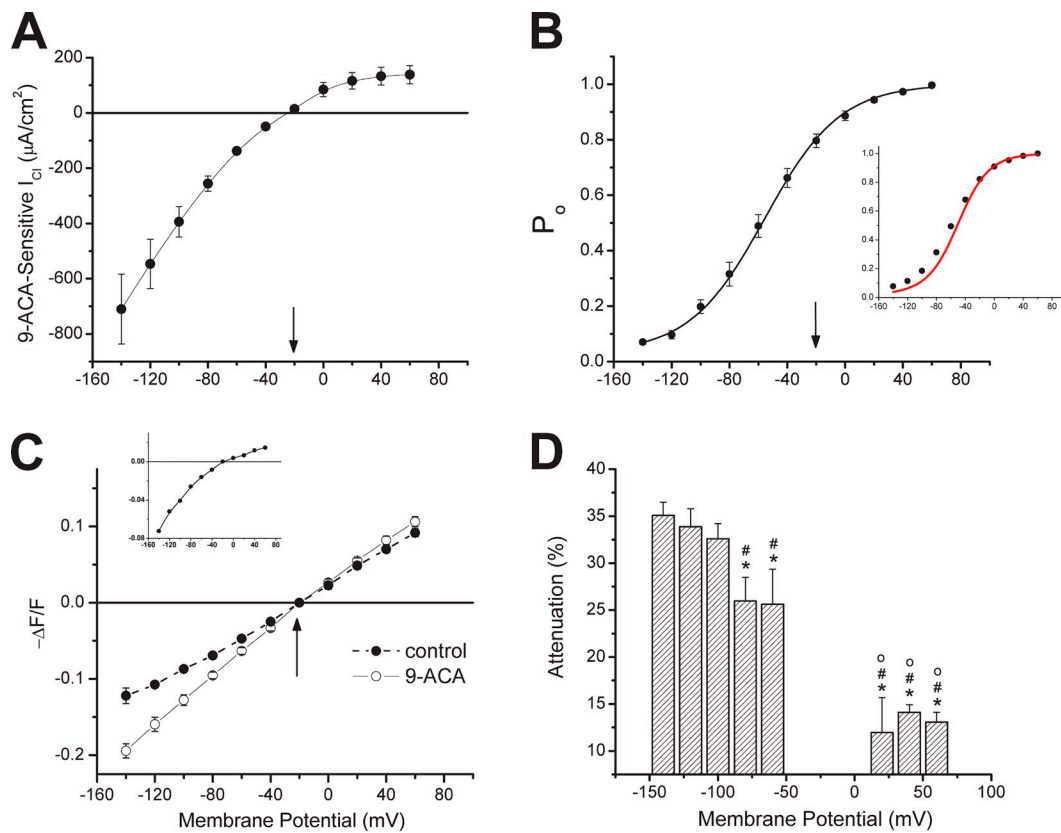 A
9-ACA-Sensitive I_Cl (µA/cm²)
200
0
-200
-400
-600
-800
-160 -120 -80 -40 0 40 80
B
P_o
1.0
0.8
0.6
0.4
0.2
0.0
-160 -120 -80 -40 0 40 80
1.0
0.8
0.6
0.4
0.2
0.0
-160 -120 -80 -40 0 40 80
C
−ΔF/F
0.1
0.0
-0.1
-0.2
-160 -120 -80 -40 0 40 80
Membrane Potential (mV)
0.00
-0.04
-0.08
-160 -120 -80 -40 0 40 80
control
9-ACA
D
Attenuation (%)
40
35
30
25
20
15
10
# #
* *
o o o
# # #
* * *
-150 -100 -50 0 50 100
Membrane Potential (mV)